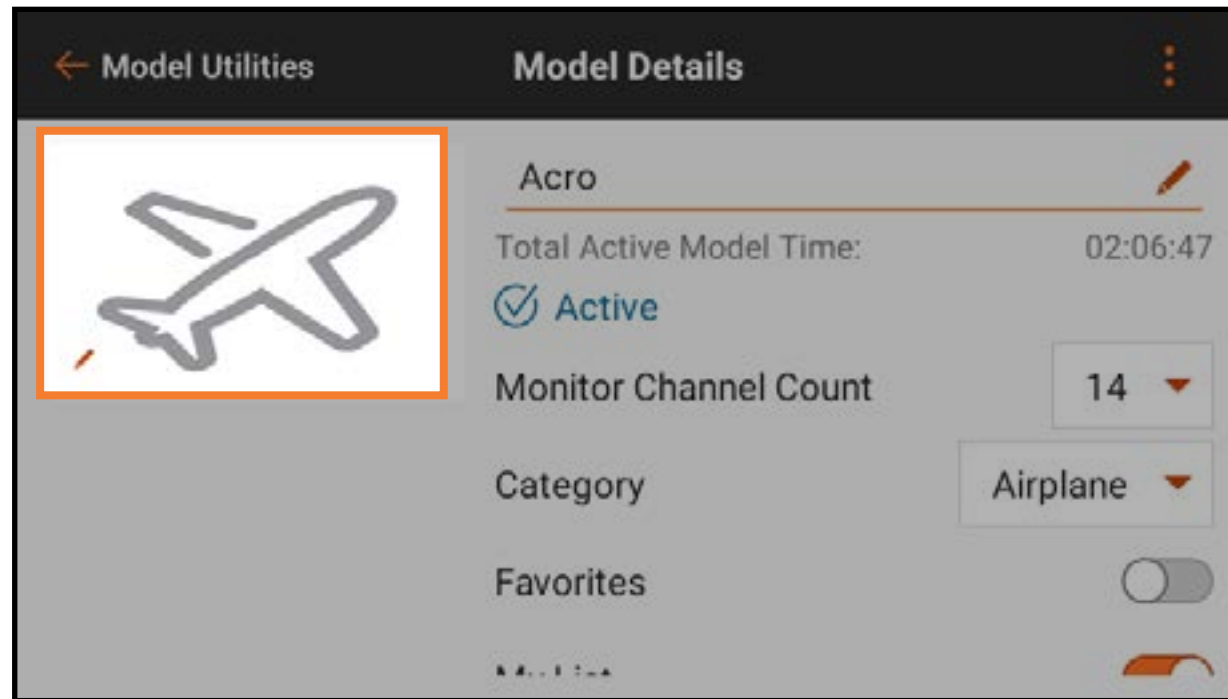 Model Utilities
Model Details
Acro
Total Active Model Time: 02:06:47
Active
Monitor Channel Count 14
Category Airplane
Favorites